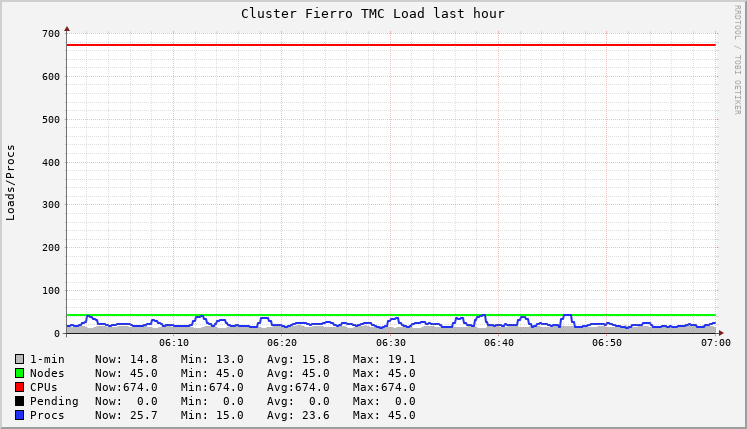 Cluster Fierro TMC Load last hour
RRDTOOL / TOBI OETIKER
Loads/Procs
700
600
500
400
300
200
100
0
06:10 06:20 06:30 06:40 06:50 07:00
1-min Now: 14.8 Min: 13.0 Avg: 15.8 Max: 19.1
Nodes Now: 45.0 Min: 45.0 Avg: 45.0 Max: 45.0
CPUs Now:674.0 Min:674.0 Avg:674.0 Max:674.0
Pending Now: 0.0 Min: 0.0 Avg: 0.0 Max: 0.0
Procs Now: 25.7 Min: 15.0 Avg: 23.6 Max: 45.0